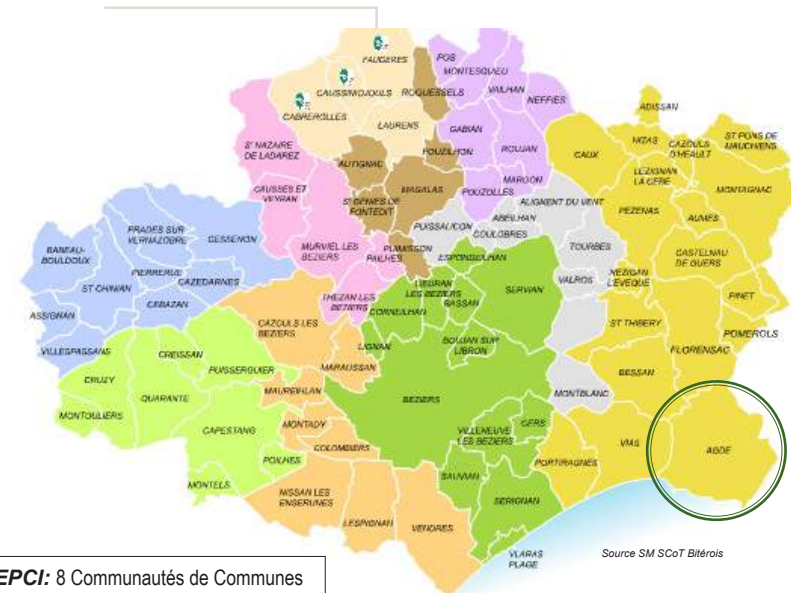 FAUGERES
CAUSSINIOJOULS
CABREROLLES
ROQUESSELS
LAURENS
POS
MONTESQUIEU
VAILHAN
NEFFIES
GABIAN
ROUJAN
FOUZILHON
AUTIGNAC
MAGALAS
MARGON
POUZOLLES
ST GENIES DE
FONTEDIT
ADISSAN
NIZAS
CAZOULS
D'HEAULT
ST PONS DE
MAUCHIENS
CAUX
LEZIGNAN
LA CEBE
MONTAGNAC
PEZENAS
AUMES
CASTELNAU
DE GUERS
NEZIGAN
L'EVEQUE
PINET
POMEROLS
ST THIBERY
FLORENSAC
BESSAN
AGDE
VIAS
PORTIRAGNES
ALIGNENT DU VENT
ABEILHAN
COULOBRES
PUISSALICON
TOURBES
VALROS
MONTBLANC
S' NAZAIRE
DE LADAREZ
CAUSSES ET
VEYRAN
MURVIEL LES
BEZIERS
PAILHES
PUIMISSON
THEZAN LES
BEZIERS
ESPONDEILHAN
LIEURAN
LES BEZIERS
BASSAN
SERVIAN
CORNEILHAN
LIGNAN
BOUJAN SUR
LIBRON
BEZIERS
CERS
VILLENEUVE
LES BEZIERS
SAUVIAN
SERIGNAN
VLARAS
PLAGE
BABEAU-
BOULDOUX
PRADES SUR
VERNAZOBRE
CESSENON
PIERRERUE
CAZEDARNES
ST CHINIAN
CEBAZAN
ASSIGNAN
VILLESPASSANS
CAZOULS LES
BEZIERS
MARAUSSAN
MAUREILHAN
MONTADY
COLOMBIERS
NISSAN LES
ENSERUNES
LESPIGNAN
VENDRES
CRUZY
CREISSAN
PUISSERGUIER
QUARANTE
MONTOULIERS
CAPESTANG
POILHES
MONTELS
Source SM SCoT Bitérois
EPCI: 8 Communautés de Communes